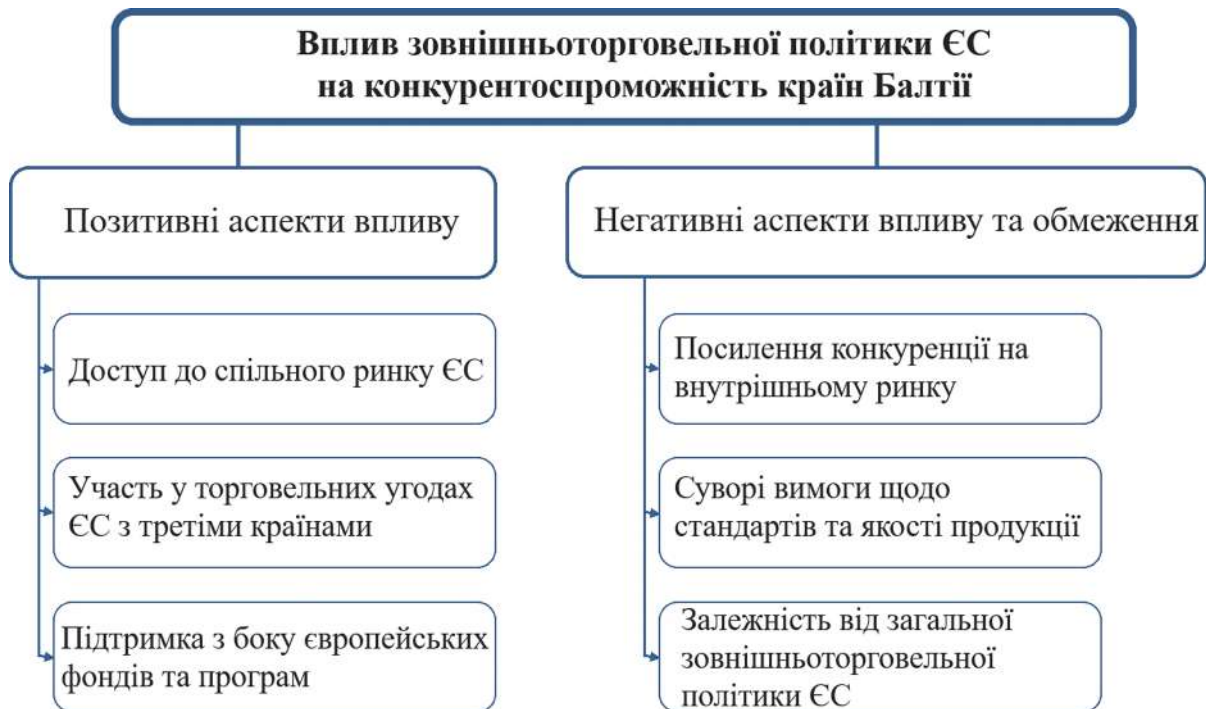 Вплив зовнішньоторговельної політики ЄС
на конкурентоспроможність країн Балтії
Позитивні аспекти впливу
Доступ до спільного ринку ЄС
Участь у торговельних угодах
ЄС з третіми країнами
Підтримка з боку європейських
фондів та програм
Негативні аспекти впливу та обмеження
Посилення конкуренції на
внутрішньому ринку
Суворі вимоги щодо
стандартів та якості продукції
Залежність від загальної
зовнішньоторговельної
політики ЄС